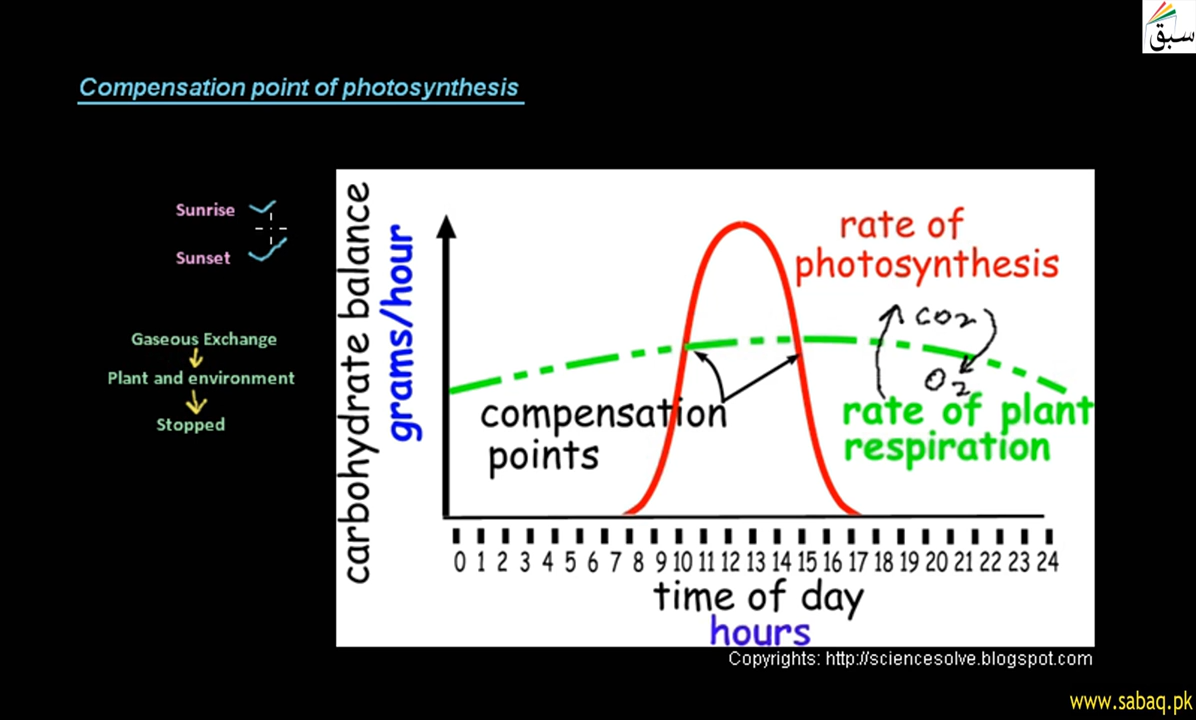 سبق
Compensation point of photosynthesis
Sunrise
Sunset
Gaseous Exchange
Plant and environment
Stopped
carbohydrate balance
grams/hour
rate of
photosynthesis
CO2
O2
compensation
points
rate of plant
respiration
0 1 2 3 4 5 6 7 8 9 10 11 12 13 14 15 16 17 18 19 20 21 22 23 24
time of day
hours
Copyrights: http://sciencesolve.blogspot.com
www.sabaq.pk